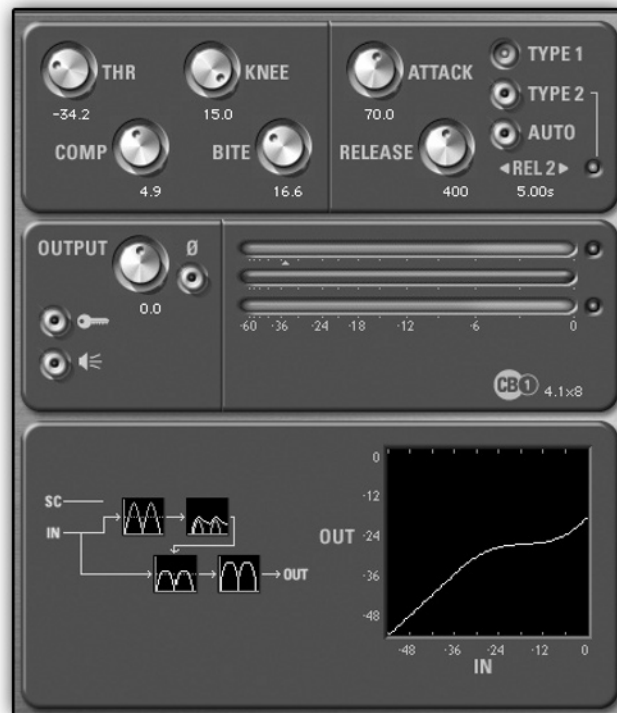 THR
-34.2
KNEE
15.0
COMP
4.9
BITE
16.6
ATTACK
70.0
RELEASE
400
TYPE 1
TYPE 2
AUTO
◀REL 2▶
5.00s
OUTPUT
0.0
Ø
-60 -36 -24 -18 -12 -6 0
CB1 4.1x8
SC
IN
OUT
OUT
0
-12
-24
-36
-48
-48 -36 -24 -12 0
IN